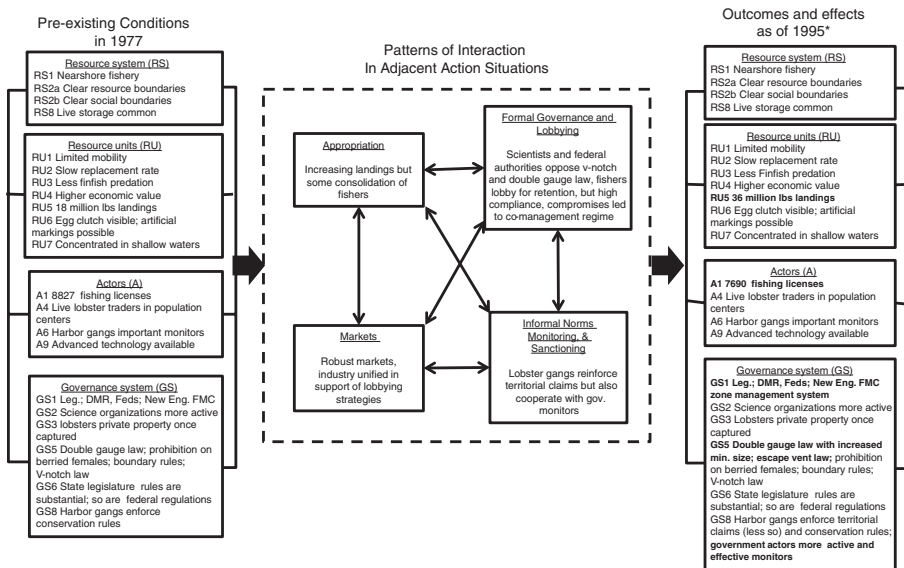 Pre-existing Conditions
in 1977
Resource system (RS)
RS1 Nearshore fishery
RS2a Clear resource boundaries
RS2b Clear social boundaries
RS8 Live storage common
Resource units (RU)
RU1 Limited mobility
RU2 Slow replacement rate
RU3 Less finfish predation
RU4 Higher economic value
RU5 18 million lbs landings
RU6 Egg clutch visible; artificial
markings possible
RU7 Concentrated in shallow waters
Actors (A)
A1 8827 fishing licenses
A4 Live lobster traders in population
centers
A6 Harbor gangs important monitors
A9 Advanced technology available
Governance system (GS)
GS1 Leg.; DMR, Feds; New Eng. FMC
GS2 Science organizations more active
GS3 lobsters private property once
captured
GS5 Double gauge law; prohibition on
berried females; boundary rules;
V-notch law
GS6 State legislature rules are
substantial; so are federal regulations
GS8 Harbor gangs enforce
conservation rules
Patterns of Interaction
In Adjacent Action Situations
Appropriation
Increasing landings but
some consolidation of
fishers
Formal Governance and
Lobbying
Scientists and federal
authorities oppose v-notch
and double gauge law, fishers
lobby for retention, but high
compliance, compromises led
to co-management regime
Markets
Robust markets,
industry unified in
support of lobbying
strategies
Informal Norms
Monitoring, &
Sanctioning
Lobster gangs reinforce
territorial claims but also
cooperate with gov.
monitors
Outcomes and effects
as of 1995*
Resource system (RS)
RS1 Nearshore fishery
RS2a Clear resource boundaries
RS2b Clear social boundaries
RS8 Live storage common
Resource units (RU)
RU1 Limited mobility
RU2 Slow replacement rate
RU3 Less Finfish predation
RU4 Higher economic value
RU5 36 million lbs landings
RU6 Egg clutch visible; artificial
markings possible
RU7 Concentrated in shallow waters
Actors (A)
A1 7690 fishing licenses
A4 Live lobster traders in population
centers
A6 Harbor gangs important monitors
A9 Advanced technology available
Governance system (GS)
GS1 Leg.; DMR, Feds; New Eng. FMC
zone management system
GS2 Science organizations more active
GS3 lobsters private property once
captured
GS5 Double gauge law with increased
min. size; escape vent law; prohibition
on berried females; boundary rules;
V-notch law
GS6 State legislature rules are
substantial; so are federal regulations
GS8 Harbor gangs enforce territorial
claims (less so) and conservation rules;
government actors more active and
effective monitors